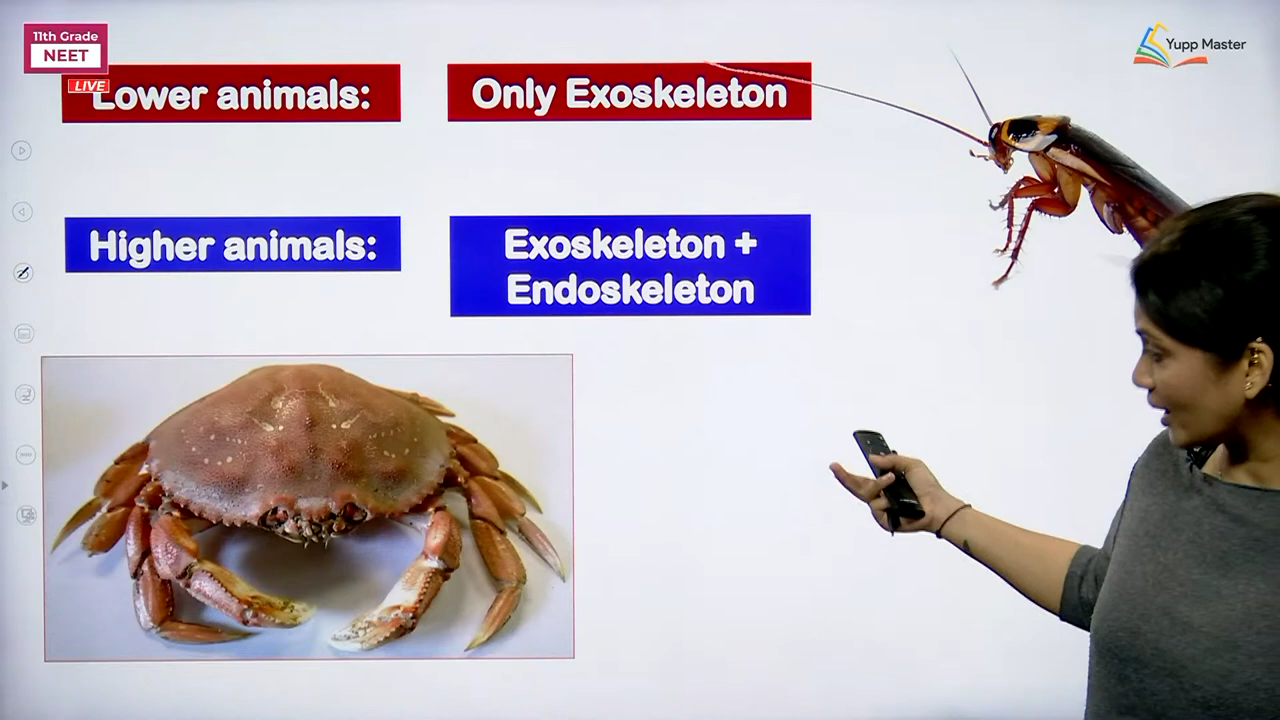 11th Grade
NEET
LIVE
Yupp Master
Lower animals:
Only Exoskeleton
Higher animals:
Exoskeleton +
Endoskeleton